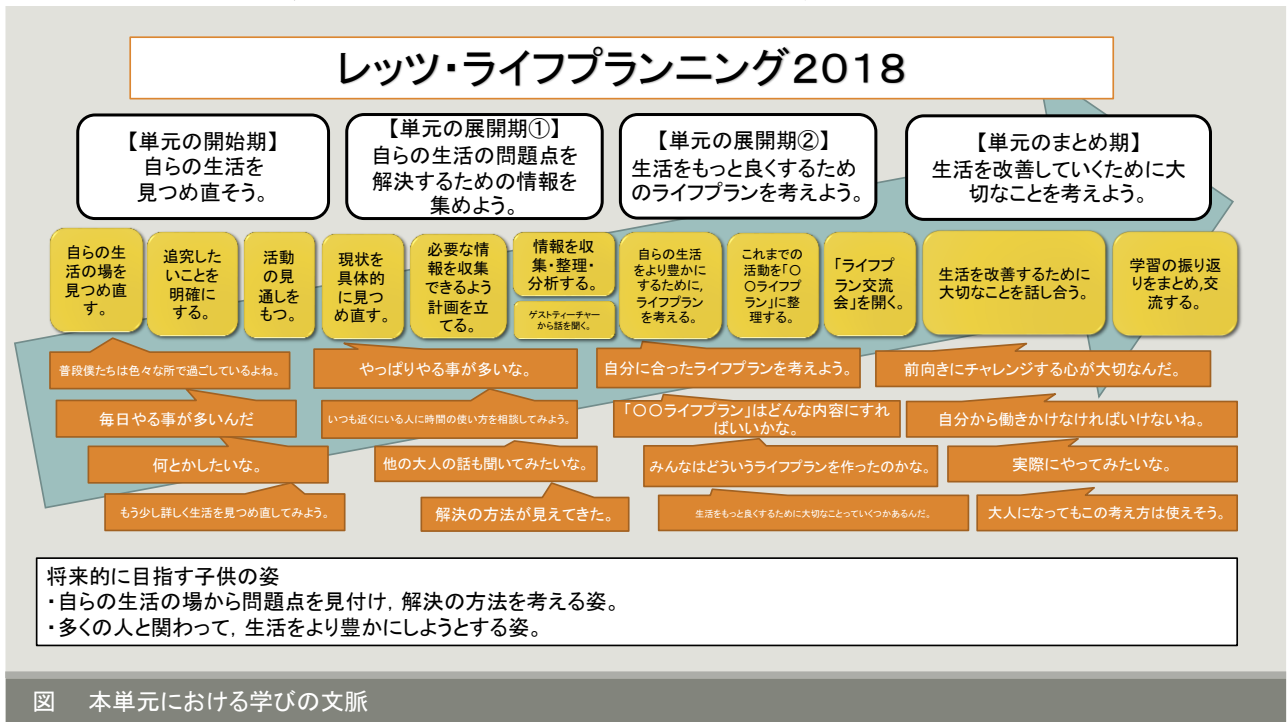 レッツ・ライフプランニング２０１８
【単元の開始期】
自らの生活を
見つめ直そう。
【単元の展開期①】
自らの生活の問題点を
解決するための情報を
集めよう。
【単元の展開期②】
生活をもっと良くするため
のライフプランを考えよう。
【単元のまとめ期】
生活を改善していくために大
切なことを考えよう。
自らの生
活の場を
見つめ直
す。
追究した
いことを
明確に
する。
活動
の見
通しを
もつ。
現状を
具体的
に見つ
め直す。
必要な情
報を収集
できるよう
計画を立
てる。
情報を収
集・整理・
分析する。
ゲストティーチャー
から話を聞く。
自らの生活
をより豊かに
するために，
ライフプラン
を考える。
これまでの
活動を「〇
〇ライフプ
ラン」に整
理する。
「ライフプ
ラン交流
会」を開く。
生活を改善するために
大切なことを話し合う。
学習の振り返
りをまとめ,交
流する。
普段僕たちは色々な所で過ごしているよね。
毎日やる事が多いんだ
何とかしたいな。
もう少し詳しく生活を見つめ直してみよう。
やっぱりやる事が多いな。
いつも近くにいる人に時間の使い方を相談してみよう。
他の大人の話も聞いてみたいな。
解決の方法が見えてきた。
自分に合ったライフプランを考えよう。
「〇〇ライフプラン」はどんな内容にすれ
ばいいかな。
みんなはどういうライフプランを作ったのかな。
生活をもっと良くするために大切なことっていくつかあるんだ。
前向きにチャレンジする心が大切なんだ。
自分から働きかけなければいけないね。
実際にやってみたいな。
大人になってもこの考え方は使えそう。
将来的に目指す子供の姿
・自らの生活の場から問題点を見付け，解決の方法を考える姿。
・多くの人と関わって，生活をより豊かにしようとする姿。
図　本単元における学びの文脈